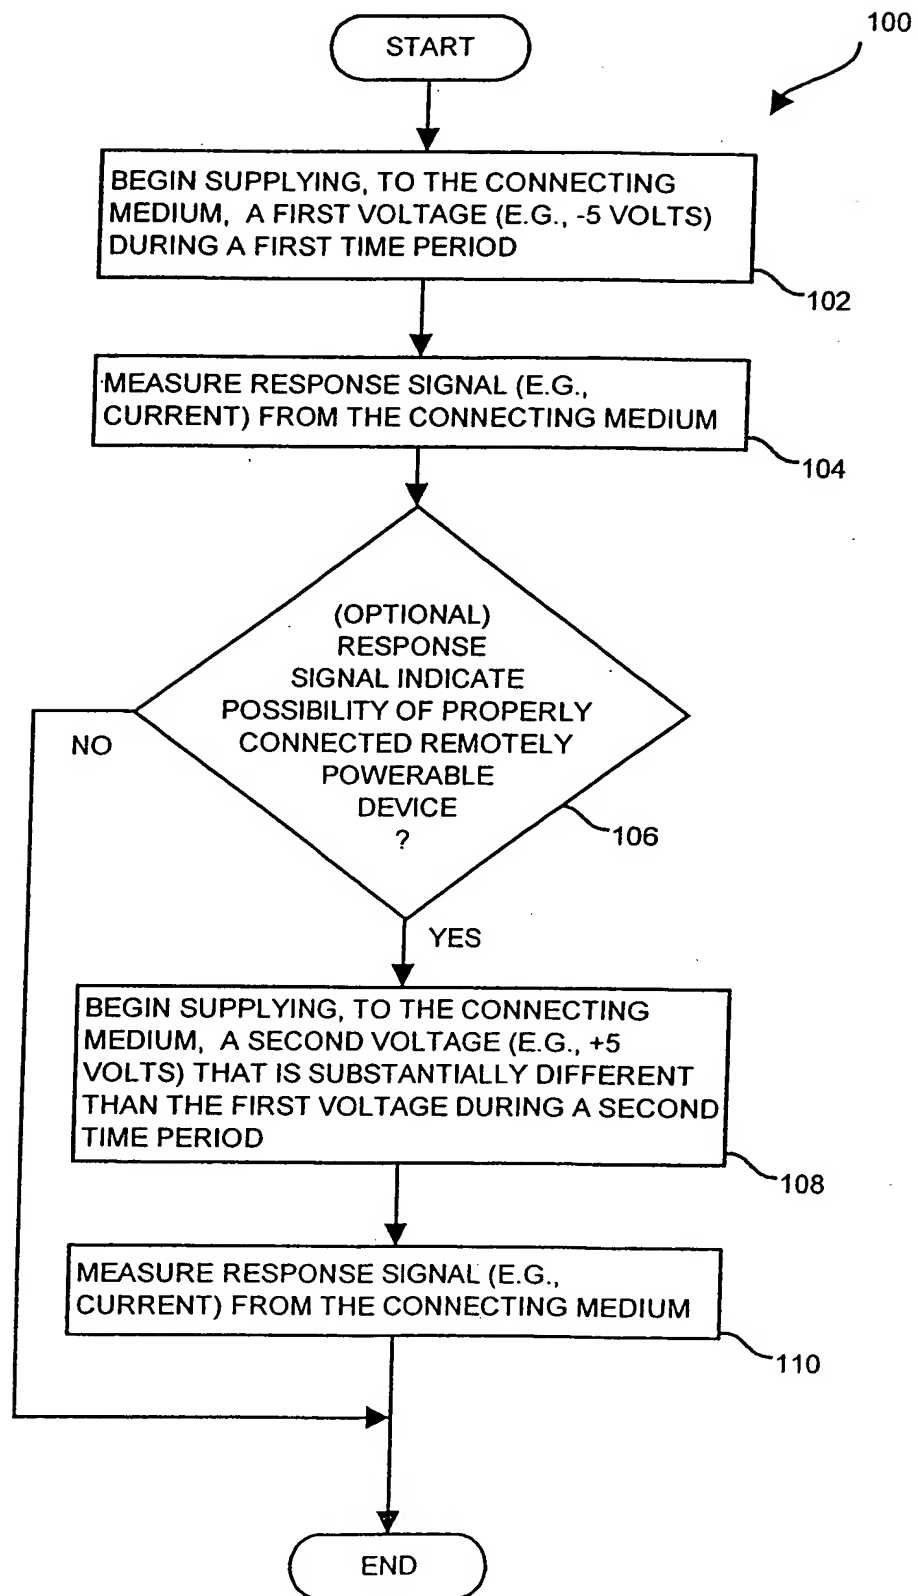 START
100
BEGIN SUPPLYING, TO THE CONNECTING
MEDIUM, A FIRST VOLTAGE (E.G., -5 VOLTS)
DURING A FIRST TIME PERIOD
102
MEASURE RESPONSE SIGNAL (E.G.,
CURRENT) FROM THE CONNECTING MEDIUM
104
(OPTIONAL)
RESPONSE
SIGNAL INDICATE
POSSIBILITY OF PROPERLY
CONNECTED REMOTELY
POWERABLE
DEVICE
?
NO
106
YES
BEGIN SUPPLYING, TO THE CONNECTING
MEDIUM, A SECOND VOLTAGE (E.G., +5
VOLTS) THAT IS SUBSTANTIALLY DIFFERENT
THAN THE FIRST VOLTAGE DURING A SECOND
TIME PERIOD
108
MEASURE RESPONSE SIGNAL (E.G.,
CURRENT) FROM THE CONNECTING MEDIUM
110
END